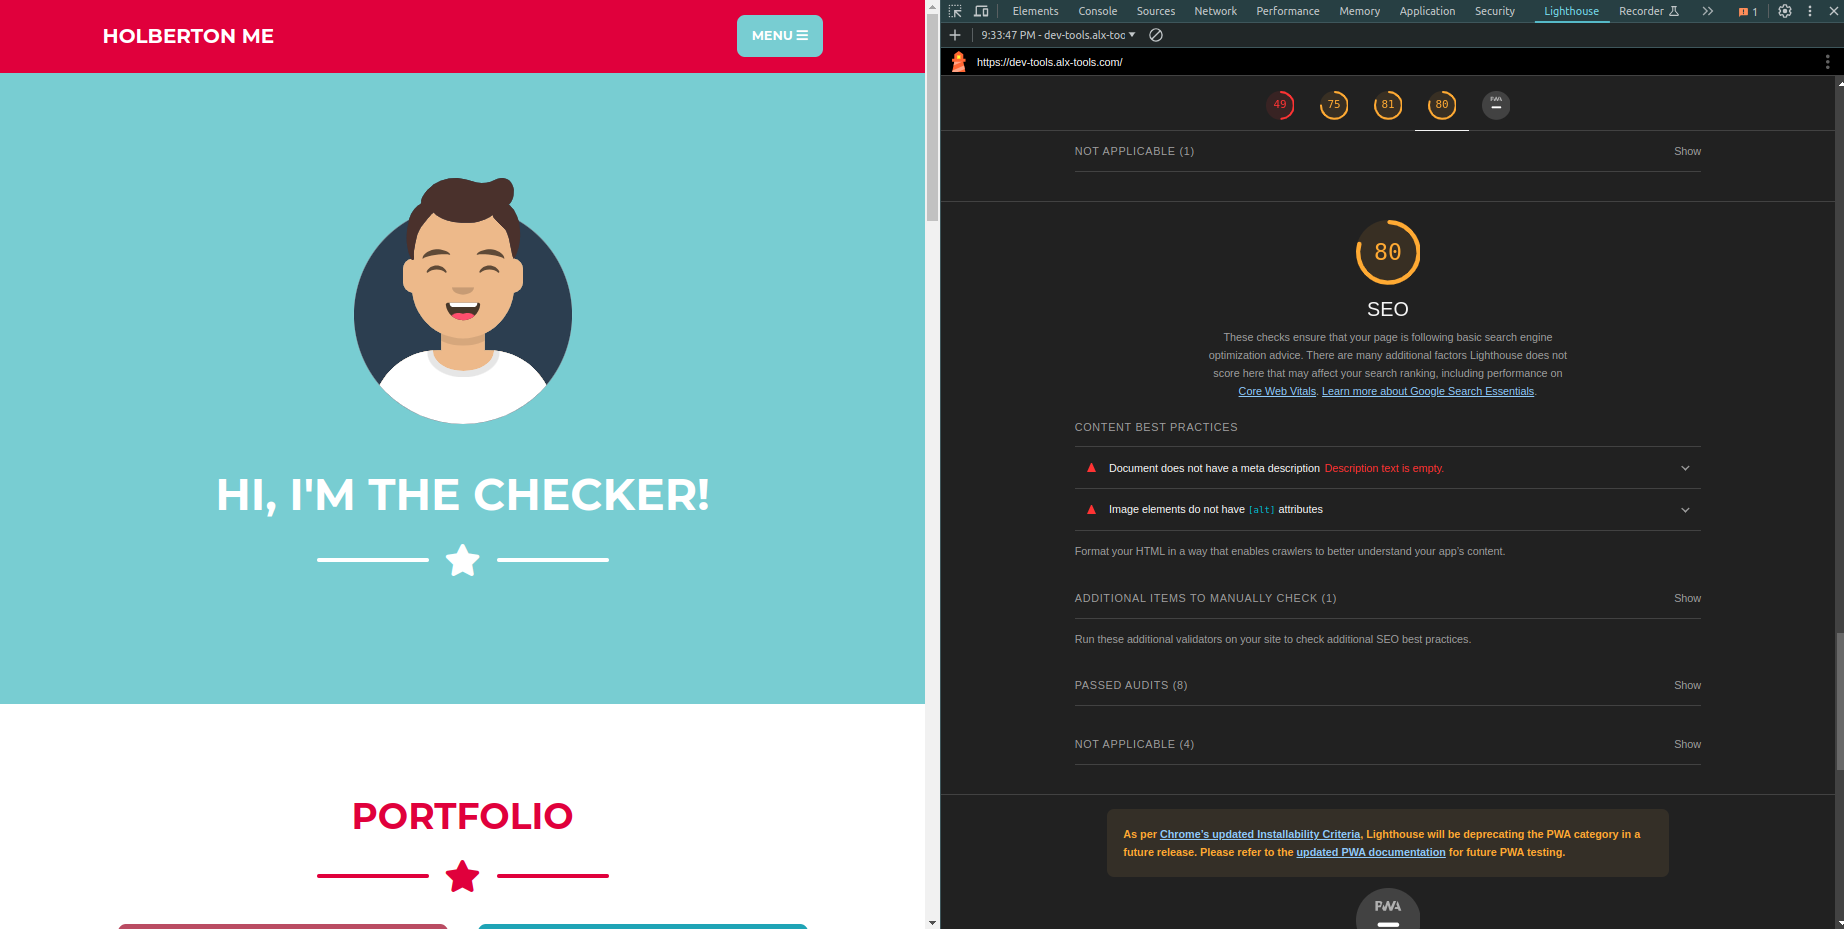 HOLBERTON ME
MENU
HI, I'M THE CHECKER!
PORTFOLIO
Elements Console Sources Network Performance Memory Application Security Lighthouse Recorder 1
9:33:47 PM - dev-tools.alx-toc
https://dev-tools.alx-tools.com/
49 75 81 80 PWA
NOT APPLICABLE (1) Show
80
SEO
These checks ensure that your page is following basic search engine
optimization advice. There are many additional factors Lighthouse does not
score here that may affect your search ranking, including performance on
Core Web Vitals. Learn more about Google Search Essentials.
CONTENT BEST PRACTICES
Document does not have a meta description Description text is empty.
Image elements do not have [alt] attributes
Format your HTML in a way that enables crawlers to better understand your app's content.
ADDITIONAL ITEMS TO MANUALLY CHECK (1) Show
Run these additional validators on your site to check additional SEO best practices.
PASSED AUDITS (8) Show
NOT APPLICABLE (4) Show
As per Chrome's updated Installability Criteria, Lighthouse will be deprecating the PWA category in a
future release. Please refer to the updated PWA documentation for future PWA testing.
PWA